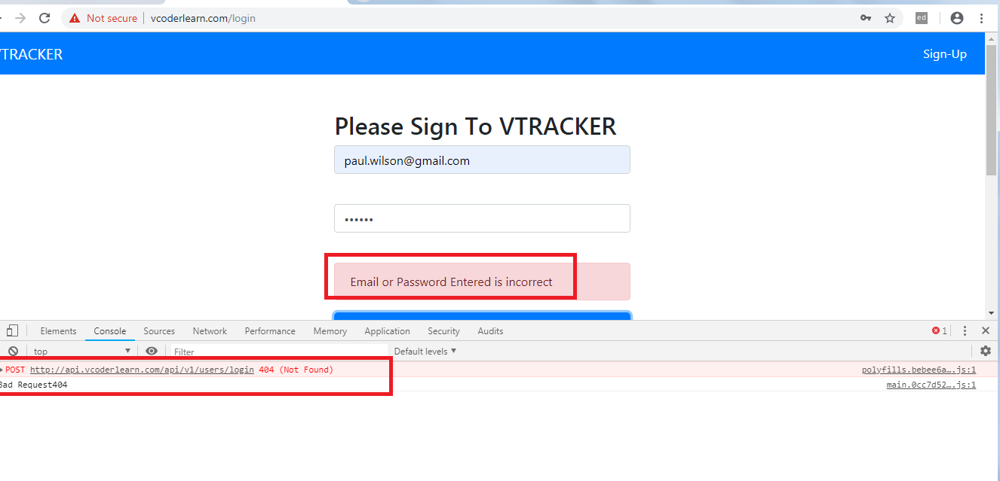 Not secure vcoderlearn.com/login ed
TRACKER Sign-Up
Please Sign To VTRACKER
paul.wilson@gmail.com
••••••
Email or Password Entered is incorrect
Elements Console Sources Network Performance Memory Application Security Audits 1
top Filter Default levels
POST http://api.vcoderlearn.com/api/v1/users/login 404 (Not Found) polyfills.bebee6a….js:1
Bad Request404 main.0cc7d52….js:1